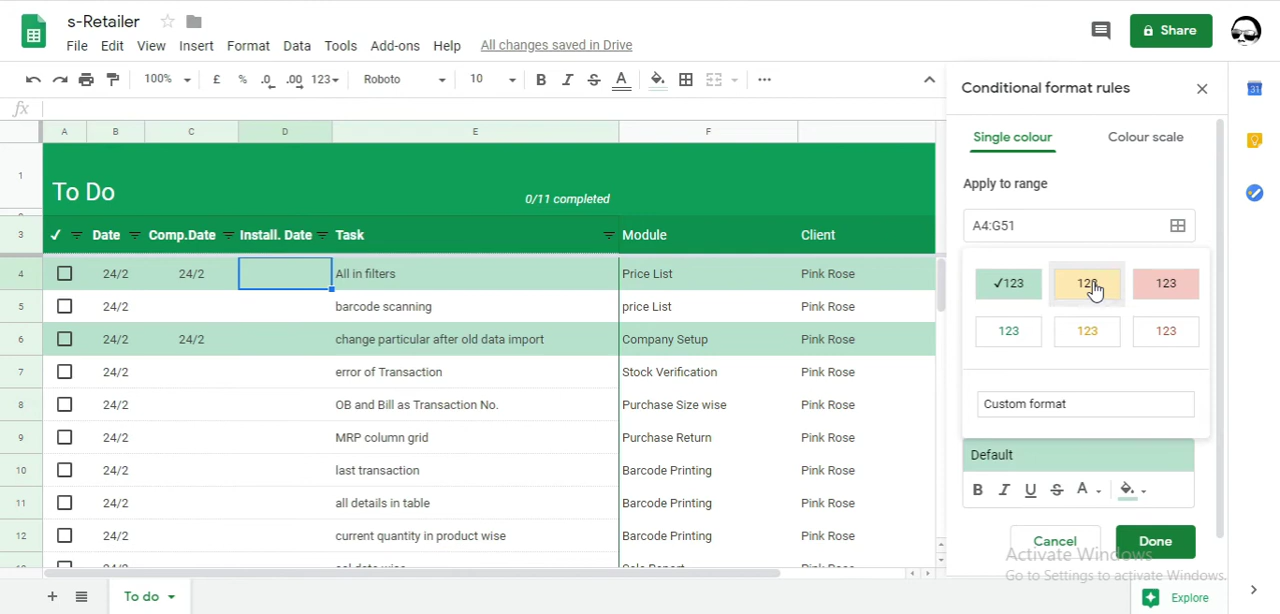 s-Retailer
File Edit View Insert Format Data Tools Add-ons Help All changes saved in Drive
Share
100% £ % .0 .00 123 Roboto 10 B I S A
fx
A B C D E F
1 To Do 0/11 completed
3 ✓ Date Comp.Date Install. Date Task Module Client
4 24/2 24/2 All in filters Price List Pink Rose
5 24/2 barcode scanning price List Pink Rose
6 24/2 24/2 change particular after old data import Company Setup Pink Rose
7 24/2 error of Transaction Stock Verification Pink Rose
8 24/2 OB and Bill as Transaction No. Purchase Size wise Pink Rose
9 24/2 MRP column grid Purchase Return Pink Rose
10 24/2 last transaction Barcode Printing Pink Rose
11 24/2 all details in table Barcode Printing Pink Rose
12 24/2 current quantity in product wise Barcode Printing Pink Rose
To do
Conditional format rules
Single colour Colour scale
Apply to range
A4:G51
✓123 123
123 123 123
Custom format
Default
B I U S A
Cancel Done
Activate Windows
Go to Settings to activate Windows.
Explore
31